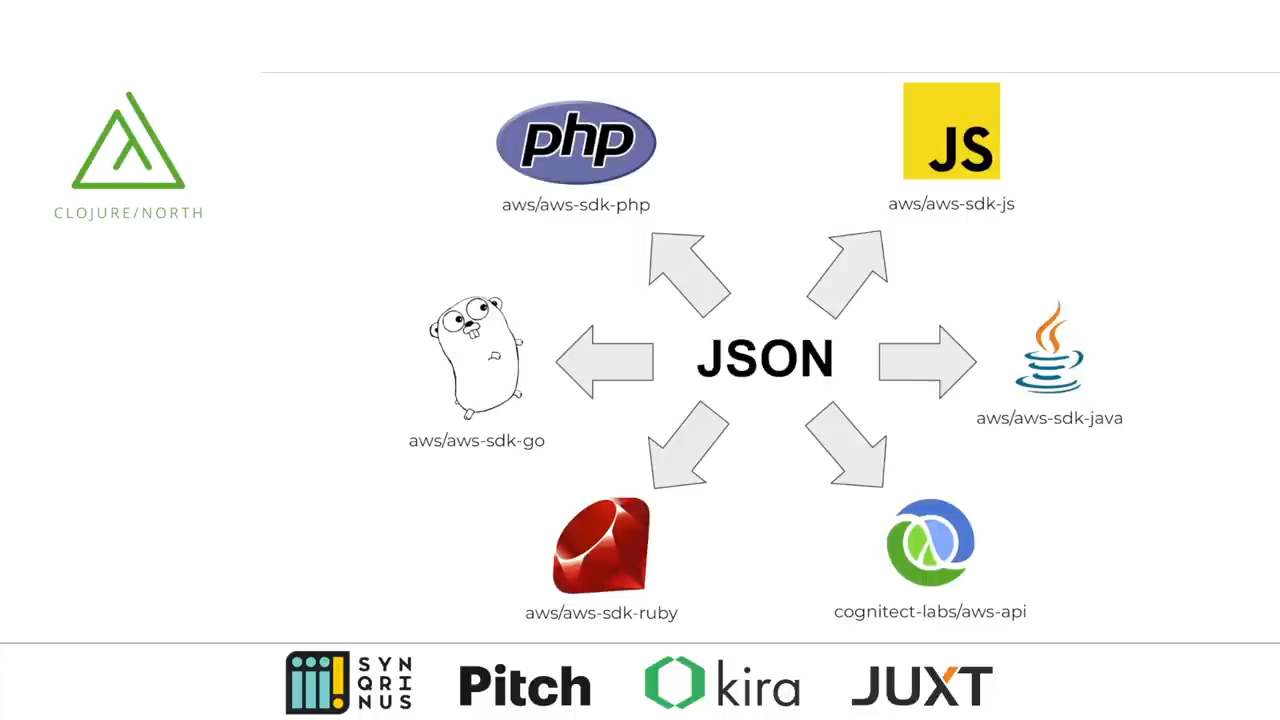 CLOJURE/NORTH
php
aws/aws-sdk-php
JS
aws/aws-sdk-js
JSON
aws/aws-sdk-go
aws/aws-sdk-java
aws/aws-sdk-ruby
cognitect-labs/aws-api
SYN
QRI
NUS
Pitch
kira
JUXT